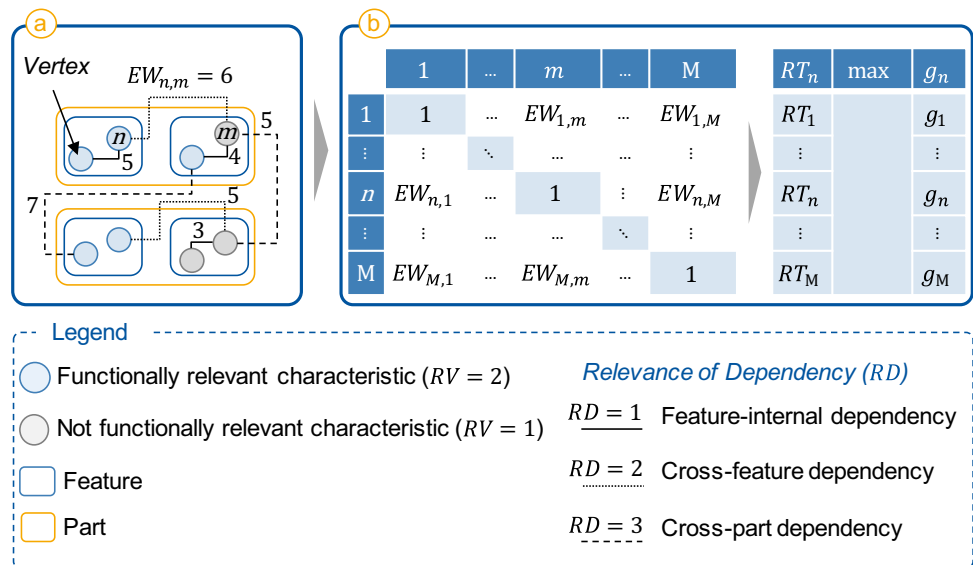 a
Vertex
EW_{n,m} = 6
n
m
5
5
4
7
5
3
b
1 ... m ... M
1 1 ... EW_{1,m} ... EW_{1,M}
⋮ ⋮ ⋱ ... ... ⋮
n EW_{n,1} ... 1 ⋮ EW_{n,M}
⋮ ⋮ ... ... ⋱ ⋮
M EW_{M,1} ... EW_{M,m} ... 1
RT_n max g_n
RT_1 g_1
⋮ ⋮
RT_n g_n
⋮ ⋮
RT_M g_M
Legend
Functionally relevant characteristic (RV = 2)
Not functionally relevant characteristic (RV = 1)
Feature
Part
Relevance of Dependency (RD)
RD = 1 Feature-internal dependency
RD = 2 Cross-feature dependency
RD = 3 Cross-part dependency